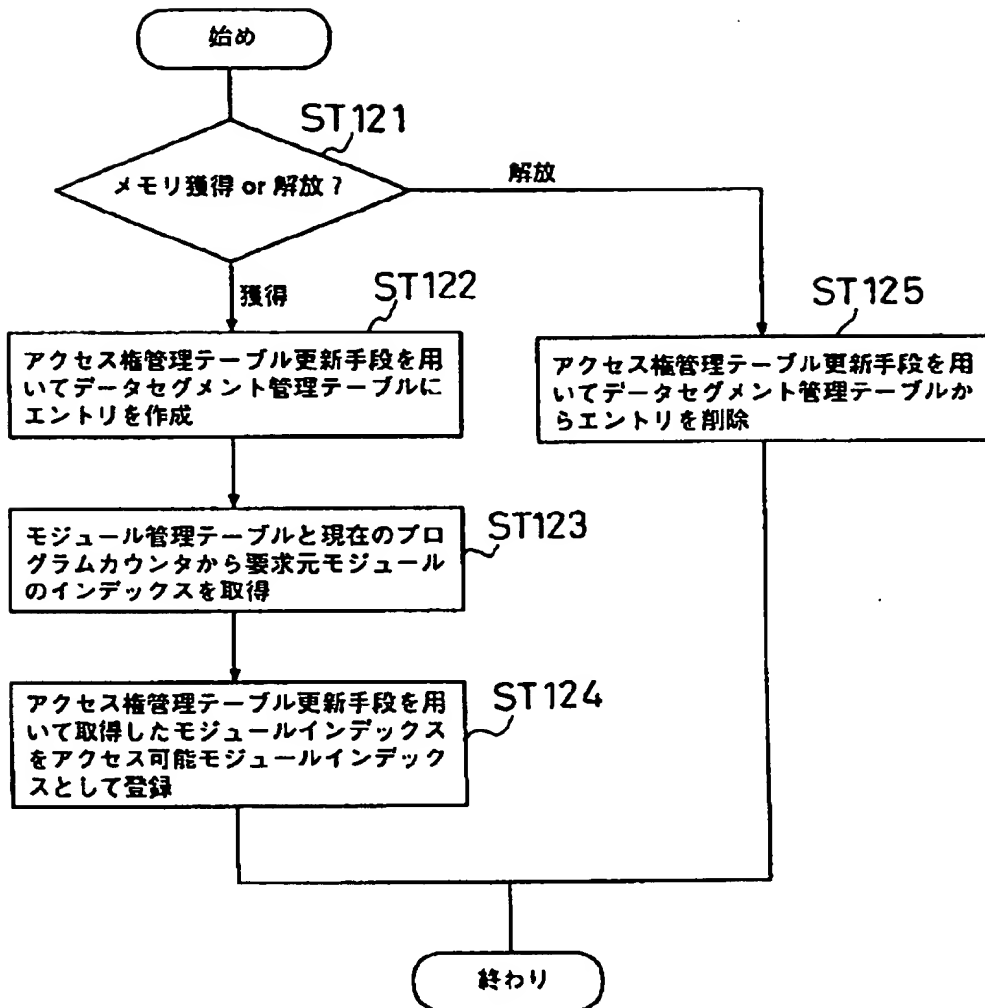 始め
ST121
メモリ獲得 or 解放 ?
解放
獲得
ST122
アクセス権管理テーブル更新手段を用
いてデータセグメント管理テーブルに
エントリを作成
ST125
アクセス権管理テーブル更新手段を用
いてデータセグメント管理テーブルか
らエントリを削除
ST123
モジュール管理テーブルと現在のプロ
グラムカウンタから要求元モジュール
のインデックスを取得
ST124
アクセス権管理テーブル更新手段を用
いて取得したモジュールインデックス
をアクセス可能モジュールインデック
スとして登録
終わり